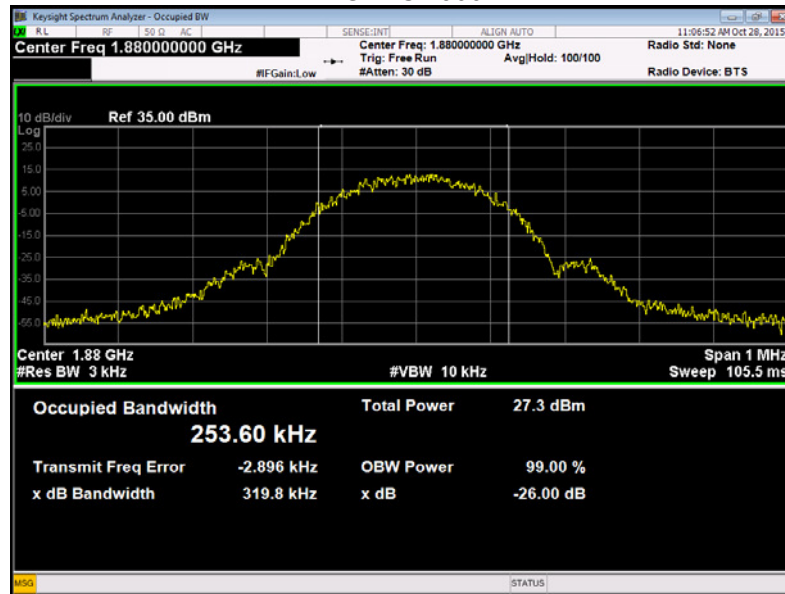 Keysight Spectrum Analyzer - Occupied BW
RL RF 50 Ω AC SENSE:INT ALIGN AUTO 11:06:52 AM Oct 28, 2015
Center Freq 1.880000000 GHz Center Freq: 1.880000000 GHz Radio Std: None
Trig: Free Run Avg|Hold: 100/100
#IFGain:Low #Atten: 30 dB Radio Device: BTS
10 dB/div Ref 35.00 dBm
Log
25.0
15.0
5.00
-5.00
-15.0
-25.0
-35.0
-45.0
-55.0
Center 1.88 GHz Span 1 MHz
#Res BW 3 kHz #VBW 10 kHz Sweep 105.5 ms
Occupied Bandwidth Total Power 27.3 dBm
253.60 kHz
Transmit Freq Error -2.896 kHz OBW Power 99.00 %
x dB Bandwidth 319.8 kHz x dB -26.00 dB
MSG STATUS